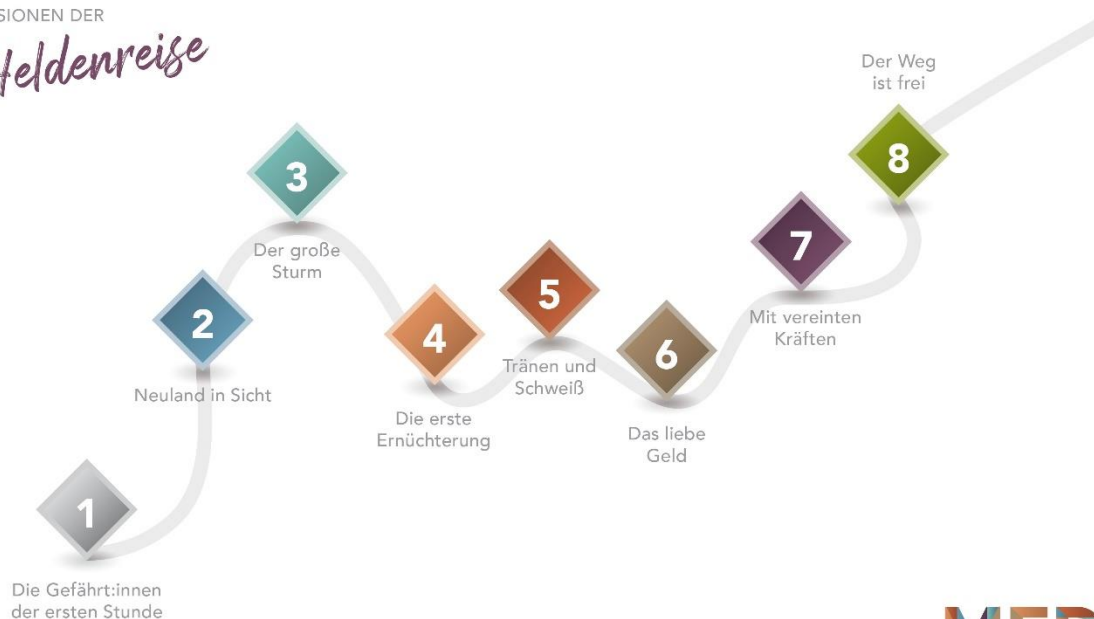 SIONEN DER
Heldenreise
Der Weg
ist frei
8
3
Der große
Sturm
7
Mit vereinten
Kräften
5
Tränen und
Schweiß
2
Neuland in Sicht
4
Die erste
Ernüchterung
6
Das liebe
Geld
1
Die Gefährt:innen
der ersten Stunde